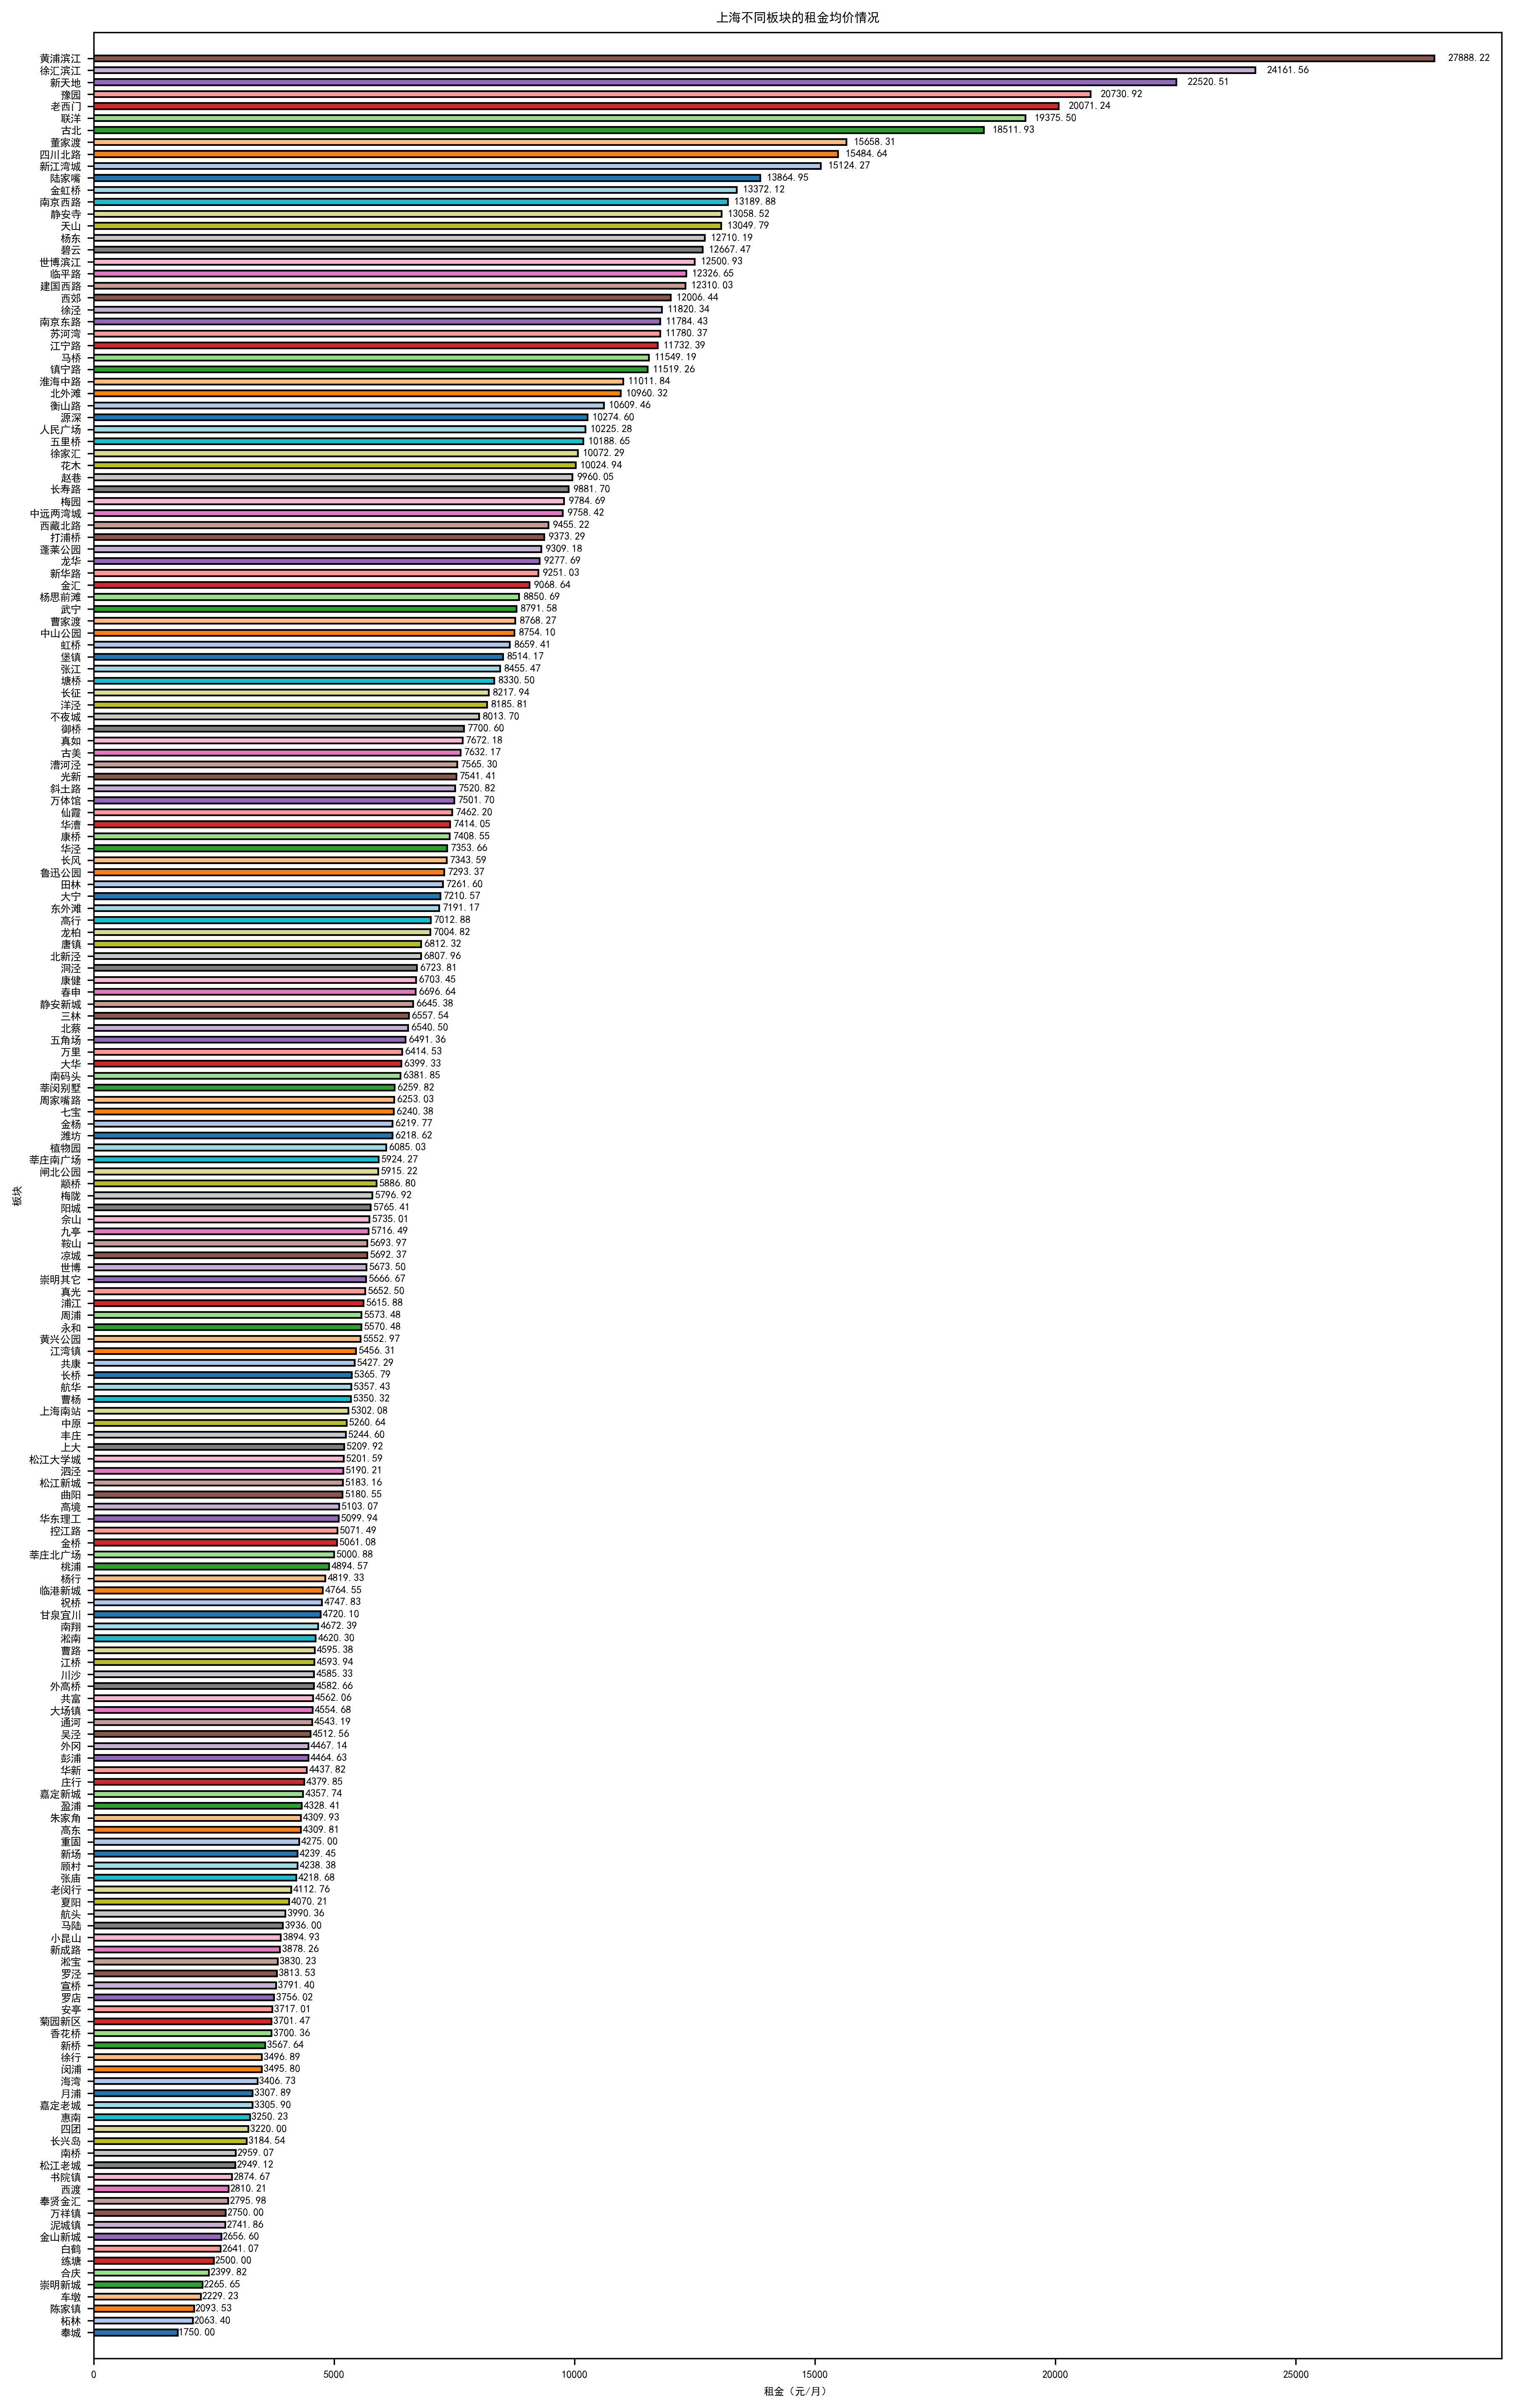 上海不同板块的租金均价情况
黄浦滨江 27888.22
徐汇滨江 24161.56
新天地 22520.51
豫园 20730.92
老西门 20071.24
联洋 19375.50
古北 18511.93
董家渡 15658.31
四川北路 15484.64
新江湾城 15124.27
陆家嘴 13864.95
金虹桥 13372.12
南京西路 13189.88
静安寺 13058.52
天山 13049.79
杨东 12710.19
碧云 12667.47
世博滨江 12500.93
临平路 12326.65
建国西路 12310.03
西郊 12006.44
徐泾 11820.34
南京东路 11784.43
苏河湾 11780.37
江宁路 11732.39
马桥 11549.19
镇宁路 11519.26
淮海中路 11011.84
北外滩 10960.32
衡山路 10609.46
源深 10274.60
人民广场 10225.28
五里桥 10188.65
徐家汇 10072.29
花木 10024.94
赵巷 9960.05
长寿路 9881.70
梅园 9784.69
中远两湾城 9758.42
西藏北路 9455.22
打浦桥 9373.29
蓬莱公园 9309.18
龙华 9277.69
新华路 9251.03
金汇 9068.64
杨思前滩 8850.69
武宁 8791.58
曹家渡 8768.27
中山公园 8754.10
虹桥 8659.41
堡镇 8514.17
张江 8455.47
塘桥 8330.50
长征 8217.94
洋泾 8185.81
不夜城 8013.70
御桥 7700.60
真如 7672.18
古美 7632.17
漕河泾 7565.30
光新 7541.41
斜土路 7520.82
万体馆 7501.70
仙霞 7462.20
华漕 7414.05
康桥 7408.55
华泾 7353.66
长风 7343.59
鲁迅公园 7293.37
田林 7261.60
大宁 7210.57
东外滩 7191.17
高行 7012.88
龙柏 7004.82
唐镇 6812.32
北新泾 6807.96
洞泾 6723.81
康健 6703.45
春申 6696.64
静安新城 6645.38
三林 6557.54
北蔡 6540.50
五角场 6491.36
万里 6414.53
大华 6399.33
南码头 6381.85
莘闵别墅 6259.82
周家嘴路 6253.03
七宝 6240.38
金杨 6219.77
潍坊 6218.62
植物园 6085.03
莘庄南广场 5924.27
闸北公园 5915.22
颛桥 5886.80
梅陇 5796.92
阳城 5765.41
佘山 5735.01
九亭 5716.49
鞍山 5693.97
凉城 5692.37
世博 5673.50
崇明其它 5666.67
真光 5652.50
浦江 5615.88
周浦 5573.48
永和 5570.48
黄兴公园 5552.97
江湾镇 5456.31
共康 5427.29
长桥 5365.79
航华 5357.43
曹杨 5350.32
上海南站 5302.08
中原 5260.64
丰庄 5244.60
上大 5209.92
松江大学城 5201.59
泗泾 5190.21
松江新城 5183.16
曲阳 5180.55
高境 5103.07
华东理工 5099.94
控江路 5071.49
金桥 5061.08
莘庄北广场 5000.88
桃浦 4894.57
杨行 4819.33
临港新城 4764.55
祝桥 4747.83
甘泉宜川 4720.10
南翔 4672.39
淞南 4620.30
曹路 4595.38
江桥 4593.94
川沙 4585.33
外高桥 4582.66
共富 4562.06
大场镇 4554.68
通河 4543.19
吴泾 4512.56
外冈 4467.14
彭浦 4464.63
华新 4437.82
庄行 4379.85
嘉定新城 4357.74
盈浦 4328.41
朱家角 4309.93
高东 4309.81
重固 4275.00
新场 4239.45
顾村 4238.38
张庙 4218.68
老闵行 4112.76
夏阳 4070.21
航头 3990.36
马陆 3936.00
小昆山 3894.93
新成路 3878.26
淞宝 3830.23
罗泾 3813.53
宣桥 3791.40
罗店 3756.02
安亭 3717.01
菊园新区 3701.47
香花桥 3700.36
新桥 3567.64
徐行 3496.89
闵浦 3495.80
海湾 3406.73
月浦 3307.89
嘉定老城 3305.90
惠南 3250.23
四团 3220.00
长兴岛 3184.54
南桥 2959.07
松江老城 2949.12
书院镇 2874.67
西渡 2810.21
奉贤金汇 2795.98
万祥镇 2750.00
泥城镇 2741.86
金山新城 2656.60
白鹤 2641.07
练塘 2500.00
合庆 2399.82
崇明新城 2265.65
车墩 2229.23
陈家镇 2093.53
柘林 2063.40
奉城 1750.00
板块
0 5000 10000 15000 20000 25000
租金（元/月）